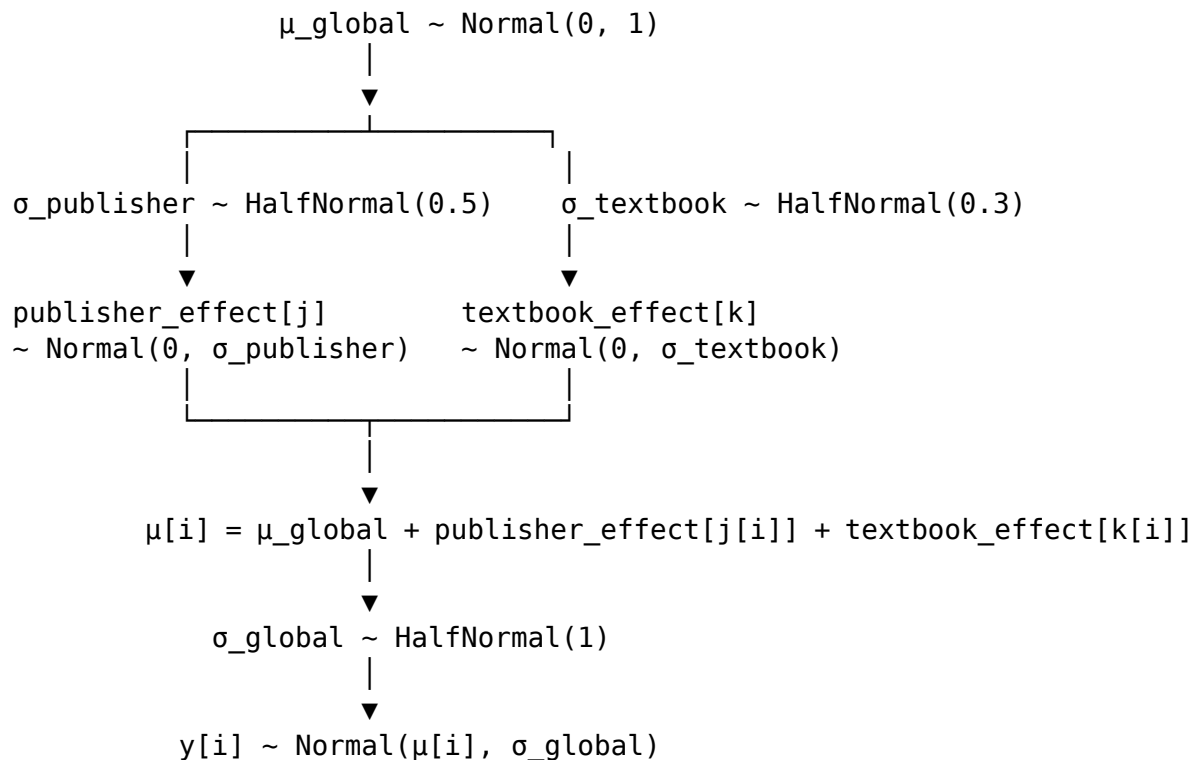 μ_global ~ Normal(0, 1)
σ_publisher ~ HalfNormal(0.5) σ_textbook ~ HalfNormal(0.3)
publisher_effect[j] textbook_effect[k]
~ Normal(0, σ_publisher) ~ Normal(0, σ_textbook)
μ[i] = μ_global + publisher_effect[j[i]] + textbook_effect[k[i]]
σ_global ~ HalfNormal(1)
y[i] ~ Normal(μ[i], σ_global)